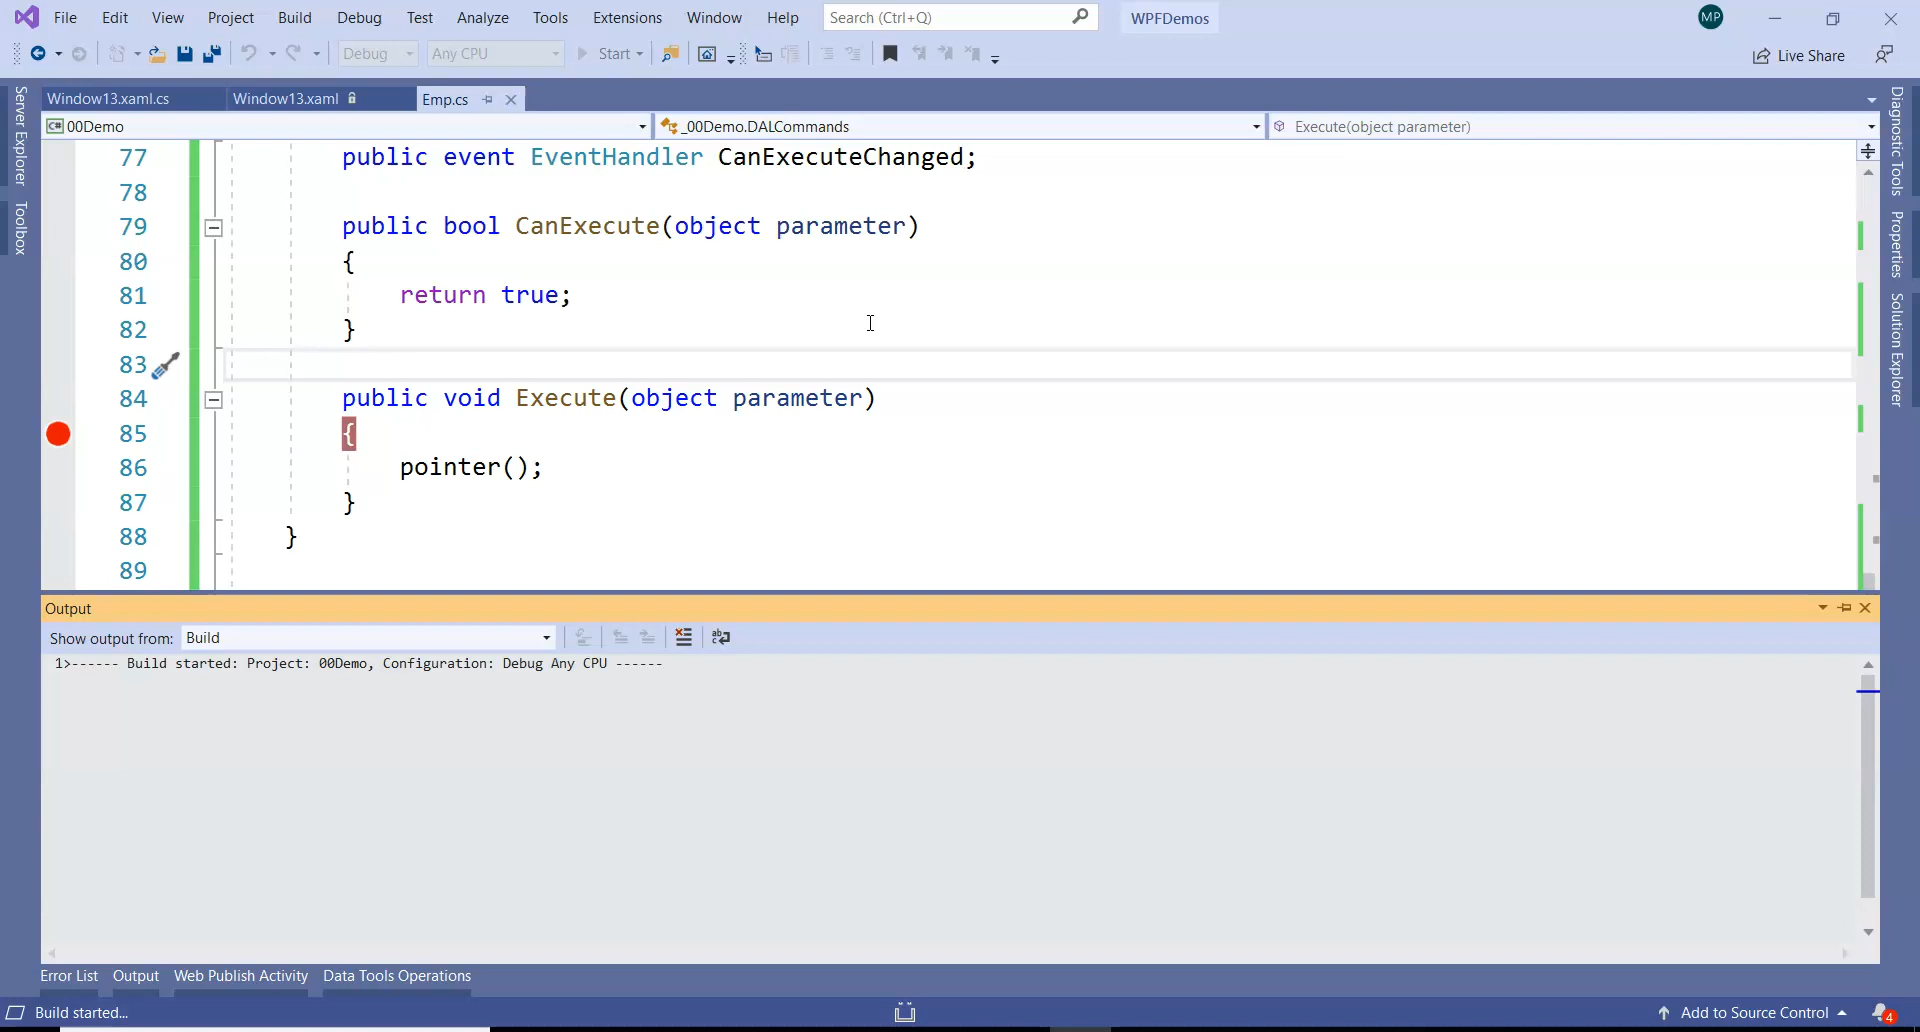 File Edit View Project Build Debug Test Analyze Tools Extensions Window Help Search (Ctrl+Q) WPFDemos MP
Debug Any CPU Start Live Share
Server Explorer
Toolbox
Window13.xaml.cs Window13.xaml Emp.cs
00Demo _00Demo.DALCommands Execute(object parameter)
77 public event EventHandler CanExecuteChanged;
78
79 public bool CanExecute(object parameter)
80 {
81 return true;
82 }
83
84 public void Execute(object parameter)
85 {
86 pointer();
87 }
88 }
89
Diagnostic Tools
Properties
Solution Explorer
Output
Show output from: Build
1>------ Build started: Project: 00Demo, Configuration: Debug Any CPU ------
Error List Output Web Publish Activity Data Tools Operations
Build started... Add to Source Control 4